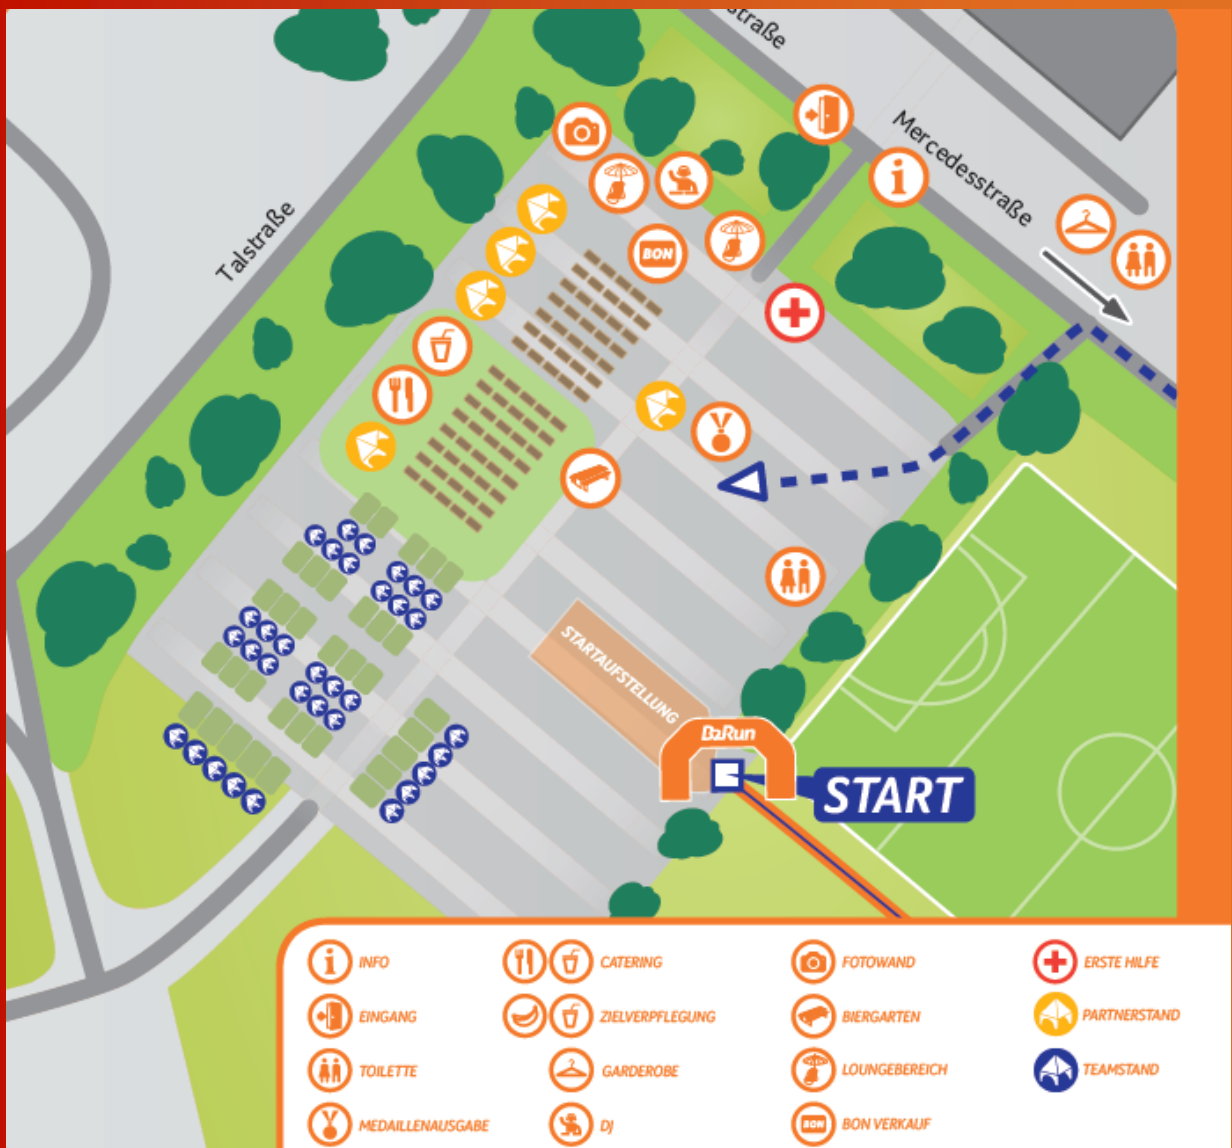 straße
Mercedesstraße
Talstraße
BON
STARTAUFSTELLUNG
B2Run
START
INFO
CATERING
FOTOWAND
ERSTE HILFE
EINGANG
ZIELVERPFLEGUNG
BIERGARTEN
PARTNERSTAND
TOILETTE
GARDEROBE
LOUNGEBEREICH
TEAMSTAND
MEDAILLENAUSGABE
DJ
BON
BON VERKAUF